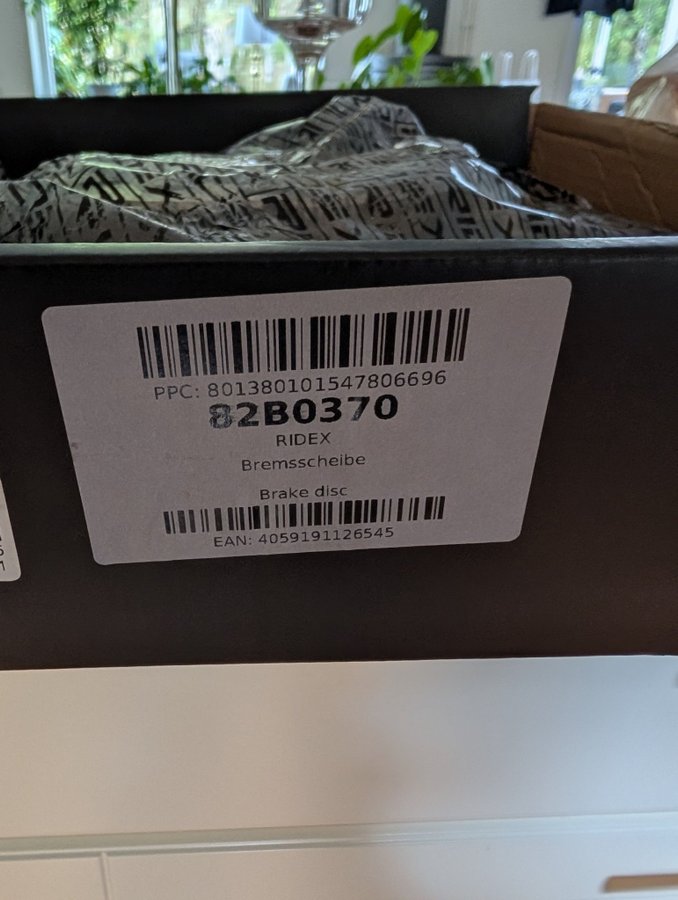 PPC: 801380101547806696
82B0370
RIDEX
Bremsscheibe
Brake disc
EAN: 4059191126545